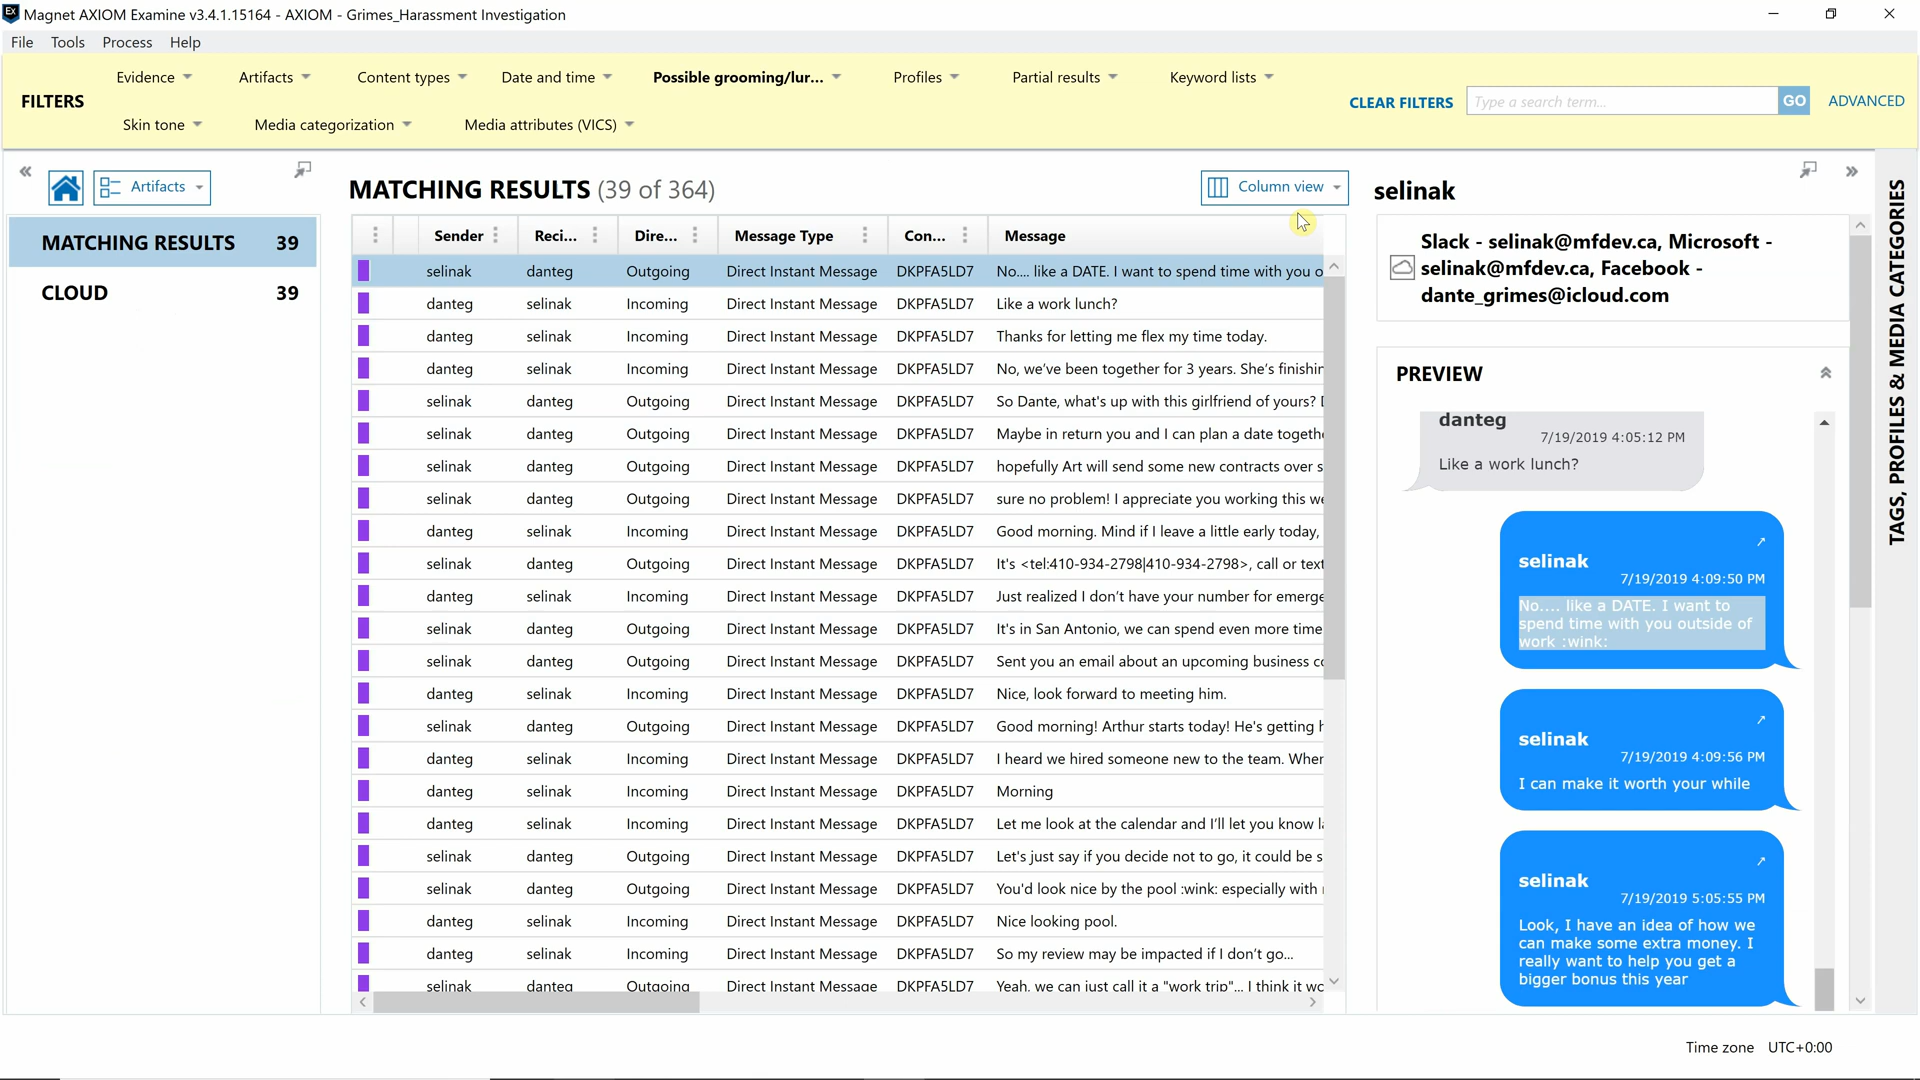 EX Magnet AXIOM Examine v3.4.1.15164 - AXIOM - Grimes_Harassment Investigation
File Tools Process Help
FILTERS
Evidence Artifacts Content types Date and time Possible grooming/lur... Profiles Partial results Keyword lists
Skin tone Media categorization Media attributes (VICS)
CLEAR FILTERS Type a search term... GO ADVANCED
Artifacts
MATCHING RESULTS 39
CLOUD 39
MATCHING RESULTS (39 of 364)
Column view
Sender Reci... Dire... Message Type Con... Message
selinak danteg Outgoing Direct Instant Message DKPFA5LD7 No.... like a DATE. I want to spend time with you o
danteg selinak Incoming Direct Instant Message DKPFA5LD7 Like a work lunch?
danteg selinak Incoming Direct Instant Message DKPFA5LD7 Thanks for letting me flex my time today.
danteg selinak Incoming Direct Instant Message DKPFA5LD7 No, we've been together for 3 years. She's finishin
selinak danteg Outgoing Direct Instant Message DKPFA5LD7 So Dante, what's up with this girlfriend of yours?
selinak danteg Outgoing Direct Instant Message DKPFA5LD7 Maybe in return you and I can plan a date togethe
selinak danteg Outgoing Direct Instant Message DKPFA5LD7 hopefully Art will send some new contracts over s
selinak danteg Outgoing Direct Instant Message DKPFA5LD7 sure no problem! I appreciate you working this we
danteg selinak Incoming Direct Instant Message DKPFA5LD7 Good morning. Mind if I leave a little early today,
selinak danteg Outgoing Direct Instant Message DKPFA5LD7 It's <tel:410-934-2798|410-934-2798>, call or text
danteg selinak Incoming Direct Instant Message DKPFA5LD7 Just realized I don't have your number for emerge
selinak danteg Outgoing Direct Instant Message DKPFA5LD7 It's in San Antonio, we can spend even more time
selinak danteg Outgoing Direct Instant Message DKPFA5LD7 Sent you an email about an upcoming business co
danteg selinak Incoming Direct Instant Message DKPFA5LD7 Nice, look forward to meeting him.
selinak danteg Outgoing Direct Instant Message DKPFA5LD7 Good morning! Arthur starts today! He's getting h
danteg selinak Incoming Direct Instant Message DKPFA5LD7 I heard we hired someone new to the team. When
danteg selinak Incoming Direct Instant Message DKPFA5LD7 Morning
danteg selinak Incoming Direct Instant Message DKPFA5LD7 Let me look at the calendar and I'll let you know la
selinak danteg Outgoing Direct Instant Message DKPFA5LD7 Let's just say if you decide not to go, it could be s
selinak danteg Outgoing Direct Instant Message DKPFA5LD7 You'd look nice by the pool :wink: especially with
danteg selinak Incoming Direct Instant Message DKPFA5LD7 Nice looking pool.
danteg selinak Incoming Direct Instant Message DKPFA5LD7 So my review may be impacted if I don't go...
selinak danteg Outgoing Direct Instant Message DKPFA5LD7 Yeah, we can just call it a "work trip"... I think it wo
selinak
Slack - selinak@mfdev.ca, Microsoft -
selinak@mfdev.ca, Facebook -
dante_grimes@icloud.com
PREVIEW
danteg
7/19/2019 4:05:12 PM
Like a work lunch?
selinak
7/19/2019 4:09:50 PM
No.... like a DATE. I want to
spend time with you outside of
work :wink:
selinak
7/19/2019 4:09:56 PM
I can make it worth your while
selinak
7/19/2019 5:05:55 PM
Look, I have an idea of how we
can make some extra money. I
really want to help you get a
bigger bonus this year
TAGS, PROFILES & MEDIA CATEGORIES
Time zone UTC+0:00